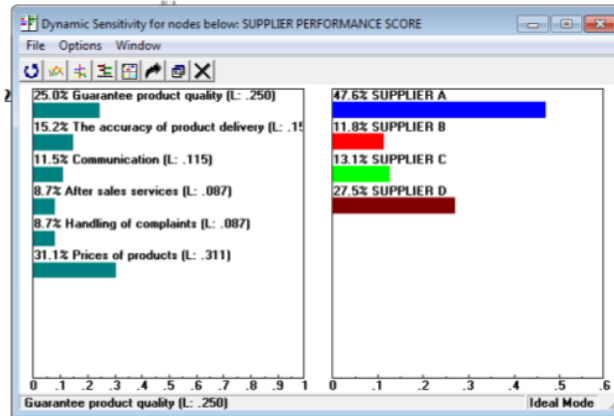 Dynamic Sensitivity for nodes below: SUPPLIER PERFORMANCE SCORE
File Options Window
25.0% Guarantee product quality (L: .250)
15.2% The accuracy of product delivery (L: .15
11.5% Communication (L: .115)
8.7% After sales services (L: .087)
8.7% Handling of complaints (L: .087)
31.1% Prices of products (L: .311)
0 .1 .2 .3 .4 .5 .6 .7 .8 .9 1
47.6% SUPPLIER A
11.8% SUPPLIER B
13.1% SUPPLIER C
27.5% SUPPLIER D
0 .1 .2 .3 .4 .5 .6
Guarantee product quality (L: .250)
Ideal Mode